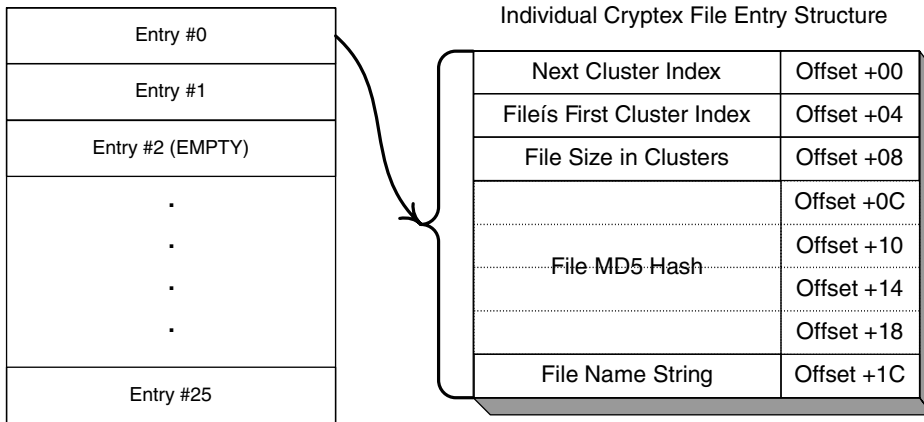 Individual Cryptex File Entry Structure
Entry #0
Entry #1
Entry #2 (EMPTY)
.
.
.
.
Entry #25
Next Cluster Index Offset +00
Fileís First Cluster Index Offset +04
File Size in Clusters Offset +08
Offset +0C
File MD5 Hash
Offset +10
Offset +14
Offset +18
File Name String Offset +1C